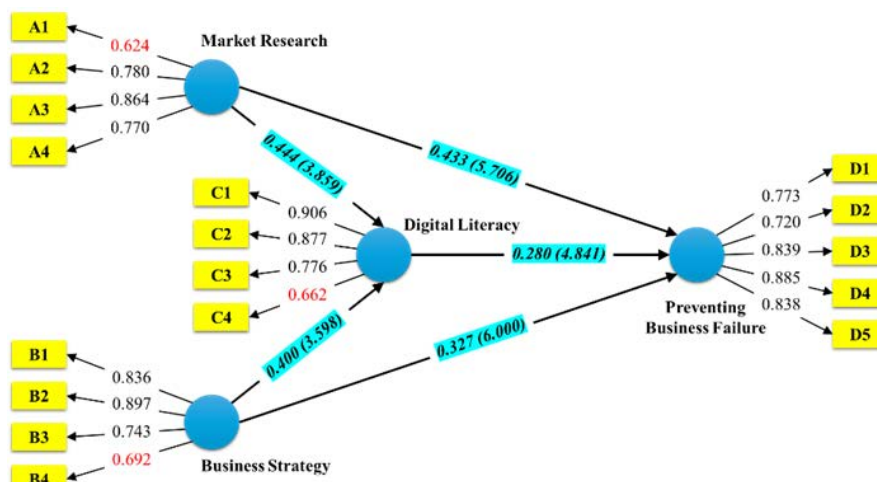 A1
A2
A3
A4
0.624
0.780
0.864
0.770
Market Research
0.444 (3.859)
0.433 (5.706)
C1
C2
C3
C4
0.906
0.877
0.776
0.662
Digital Literacy
0.280 (4.841)
0.400 (3.598)
0.327 (6.000)
B1
B2
B3
B4
0.836
0.897
0.743
0.692
Business Strategy
0.773
0.720
0.839
0.885
0.838
D1
D2
D3
D4
D5
Preventing
Business Failure